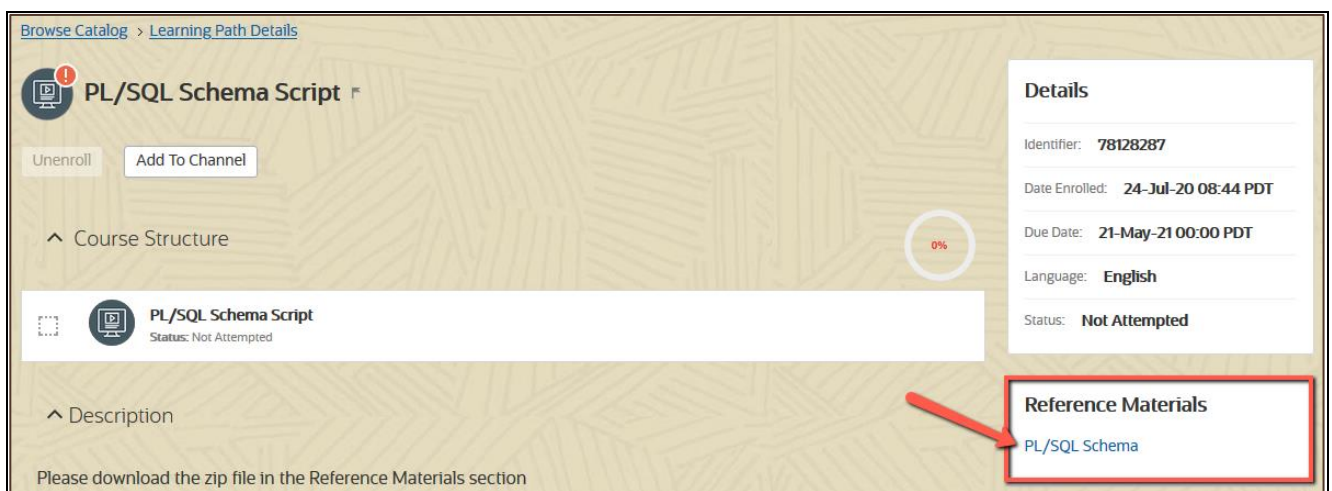 Browse Catalog > Learning Path Details
PL/SQL Schema Script
Unenroll Add To Channel
Course Structure
0%
PL/SQL Schema Script
Status: Not Attempted
Description
Please download the zip file in the Reference Materials section
Details
Identifier: 78128287
Date Enrolled: 24-Jul-20 08:44 PDT
Due Date: 21-May-21 00:00 PDT
Language: English
Status: Not Attempted
Reference Materials
PL/SQL Schema